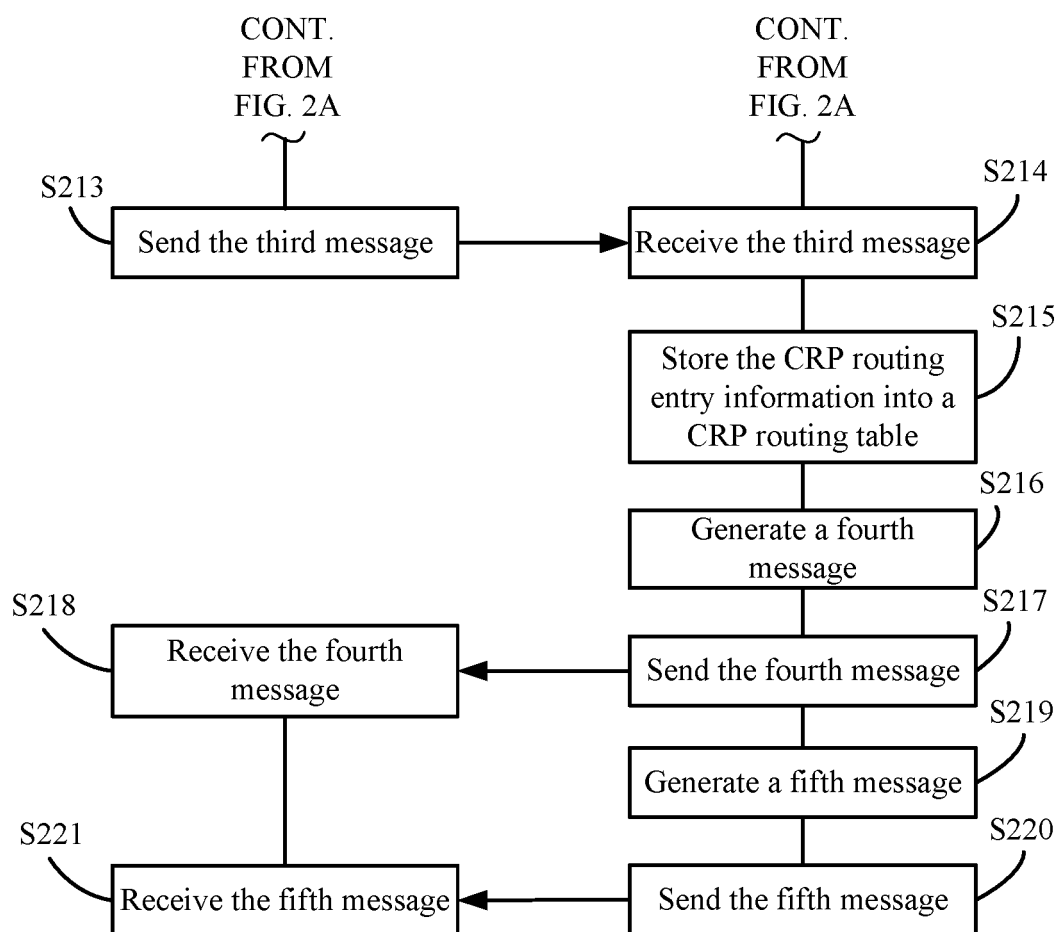 CONT.
FROM
FIG. 2A
CONT.
FROM
FIG. 2A
S213
Send the third message
S214
Receive the third message
S215
Store the CRP routing
entry information into a
CRP routing table
S216
Generate a fourth
message
S217
Send the fourth message
S218
Receive the fourth
message
S219
Generate a fifth message
S220
Send the fifth message
S221
Receive the fifth message